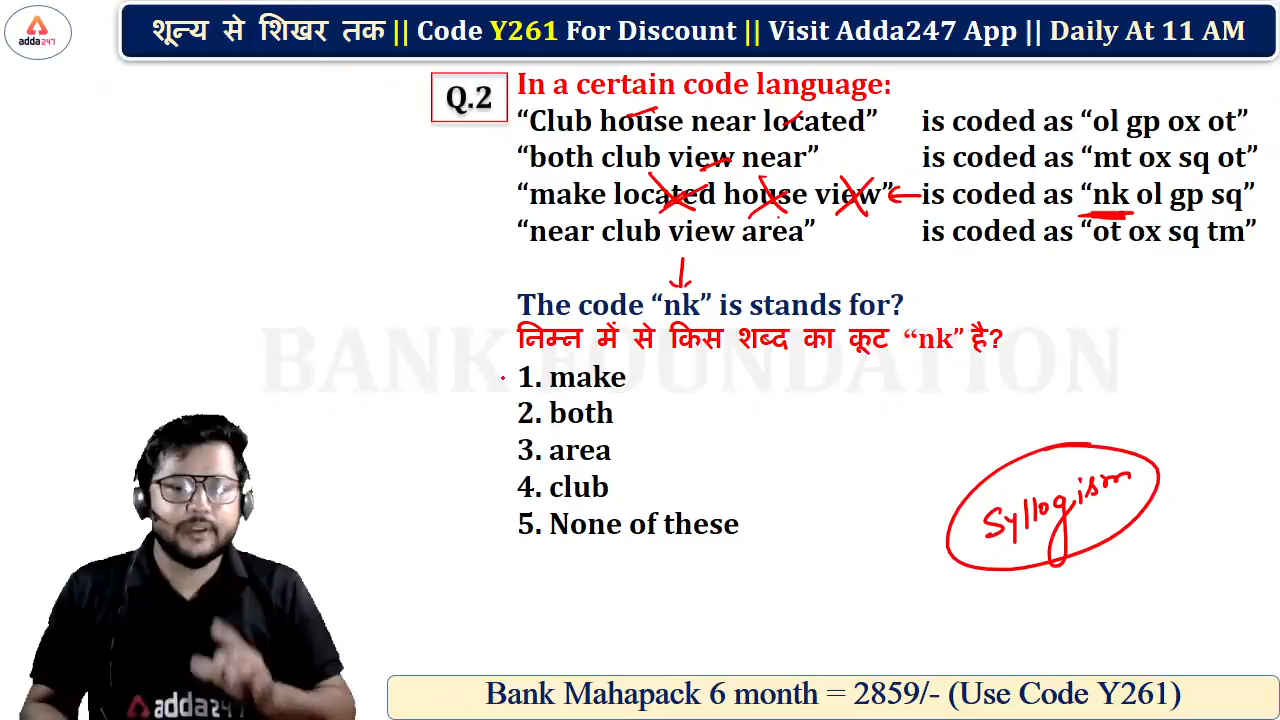 adda247
शून्य से शिखर तक || Code Y261 For Discount || Visit Adda247 App || Daily At 11 AM
Q.2
In a certain code language:
“Club house near located” is coded as “ol gp ox ot”
“both club view near” is coded as “mt ox sq ot”
“make located house view” is coded as “nk ol gp sq”
“near club view area” is coded as “ot ox sq tm”
The code “nk” is stands for?
निम्न में से किस शब्द का कूट “nk” है?
BANK FOUNDATION
1. make
2. both
3. area
4. club
5. None of these
Syllogism
adda247
Bank Mahapack 6 month = 2859/- (Use Code Y261)